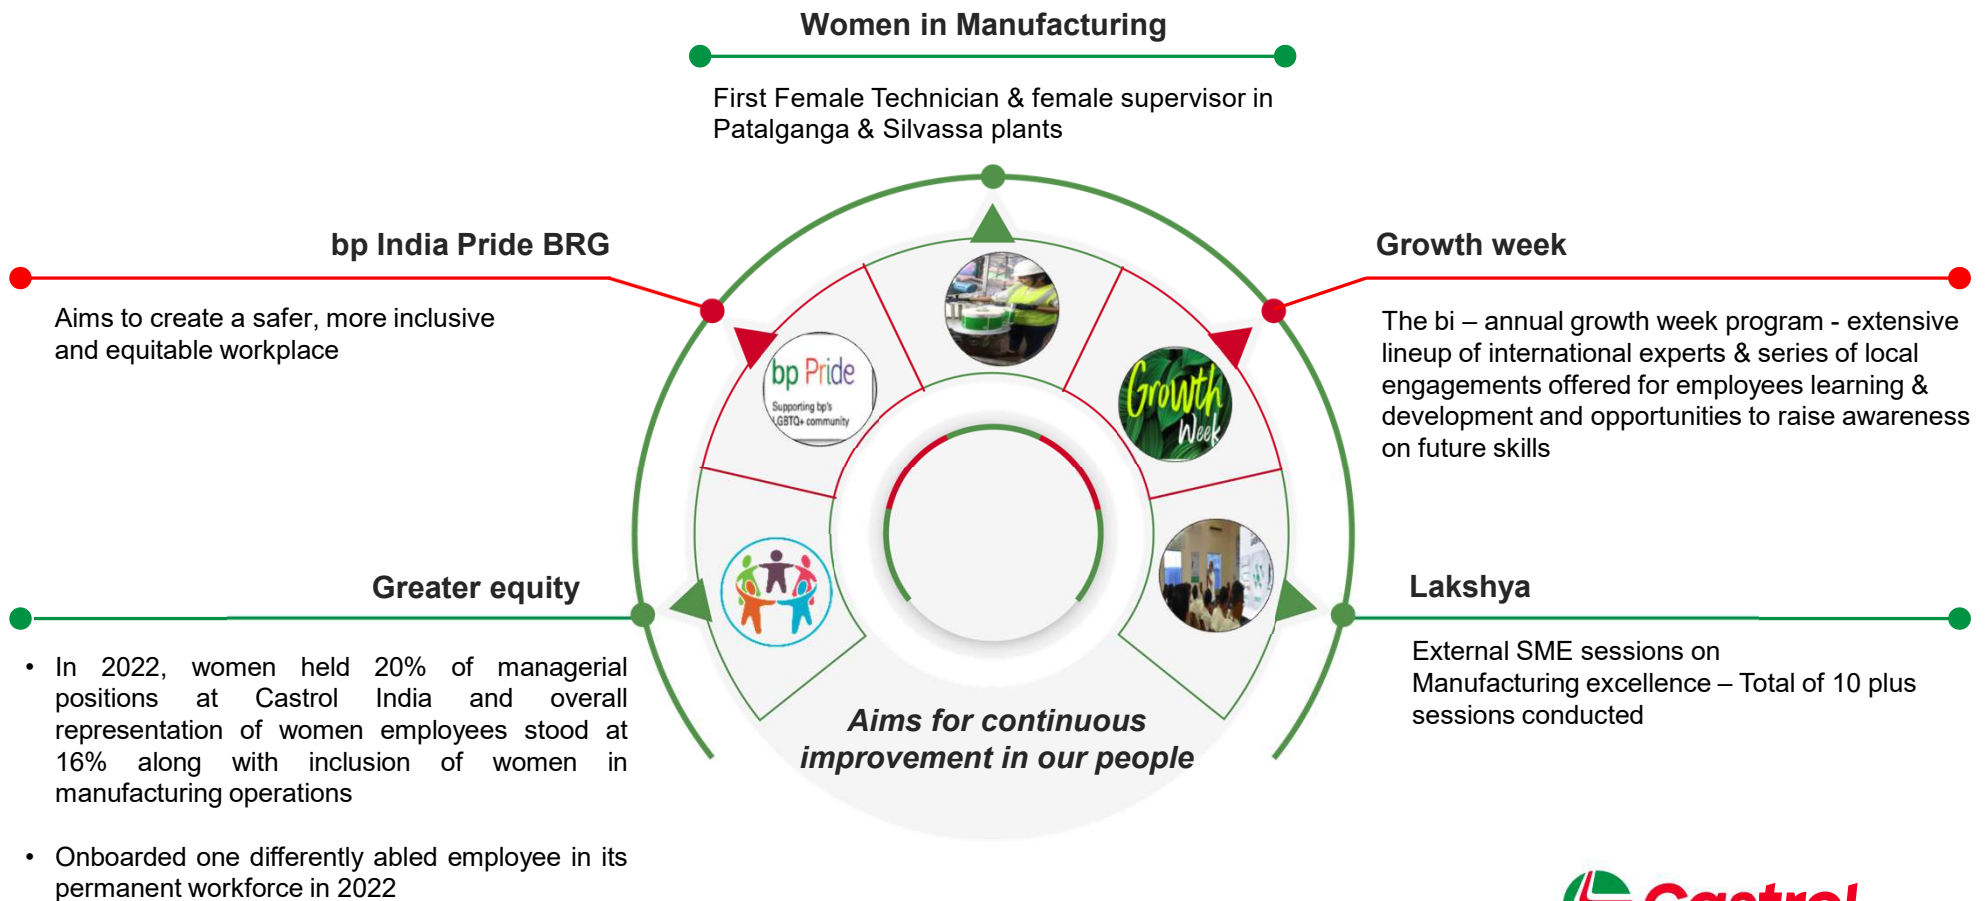 Women in Manufacturing
First Female Technician & female supervisor in
Patalganga & Silvassa plants
bp India Pride BRG
Aims to create a safer, more inclusive
and equitable workplace
Growth week
The bi – annual growth week program - extensive
lineup of international experts & series of local
engagements offered for employees learning &
development and opportunities to raise awareness
on future skills
bp Pride
Supporting bp's
LGBTQ+ community
Growth
Week
Greater equity
• In 2022, women held 20% of managerial
positions at Castrol India and overall
representation of women employees stood at
16% along with inclusion of women in
manufacturing operations
• Onboarded one differently abled employee in its
permanent workforce in 2022
Lakshya
External SME sessions on
Manufacturing excellence – Total of 10 plus
sessions conducted
Aims for continuous
improvement in our people
Castrol